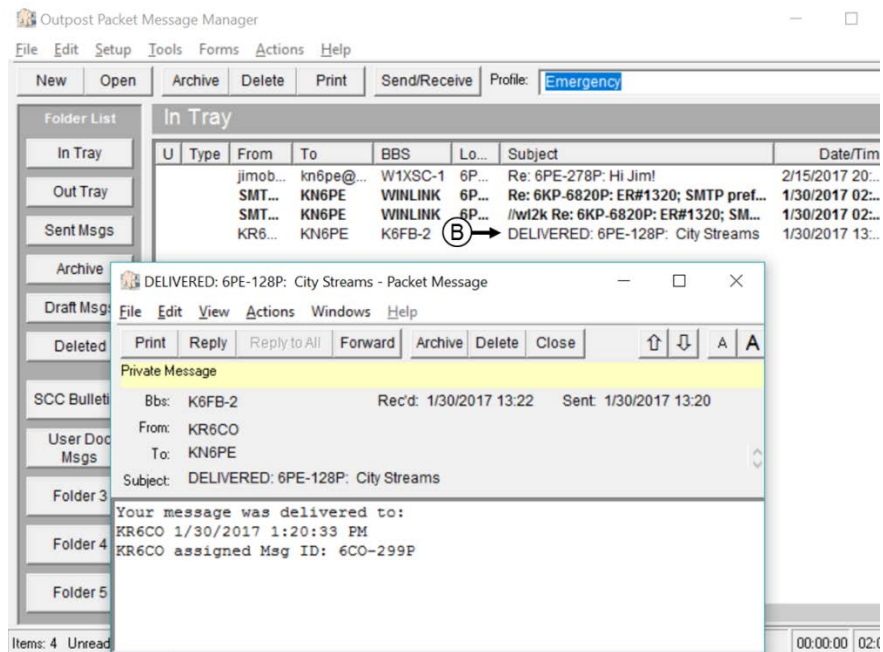 Outpost Packet Message Manager
File Edit Setup Tools Forms Actions Help
New Open Archive Delete Print Send/Receive Profile: Emergency
Folder List In Tray
In Tray U Type From To BBS Lo... Subject Date/Tim
jimob... kn6pe@... W1XSC-1 6P... Re: 6PE-278P: Hi Jim! 2/15/2017 20:...
Out Tray SMT... KN6PE WINLINK 6P... Re: 6KP-6820P: ER#1320; SMTP pref... 1/30/2017 02:...
SMT... KN6PE WINLINK 6P... //wl2k Re: 6KP-6820P: ER#1320; SM... 1/30/2017 02:...
Sent Msgs KR6... KN6PE K6FB-2 B DELIVERED: 6PE-128P: City Streams 1/30/2017 13:...
Archive
DELIVERED: 6PE-128P: City Streams - Packet Message
Draft Msgs File Edit View Actions Windows Help
Deleted Print Reply Reply to All Forward Archive Delete Close A A
Private Message
SCC Bulleti Bbs: K6FB-2 Rec'd: 1/30/2017 13:22 Sent: 1/30/2017 13:20
From: KR6CO
User Doc
Msgs To: KN6PE
Subject: DELIVERED: 6PE-128P: City Streams
Folder 3
Your message was delivered to:
KR6CO 1/30/2017 1:20:33 PM
Folder 4 KR6CO assigned Msg ID: 6CO-299P
Folder 5
Items: 4 Unread 00:00:00 02:0